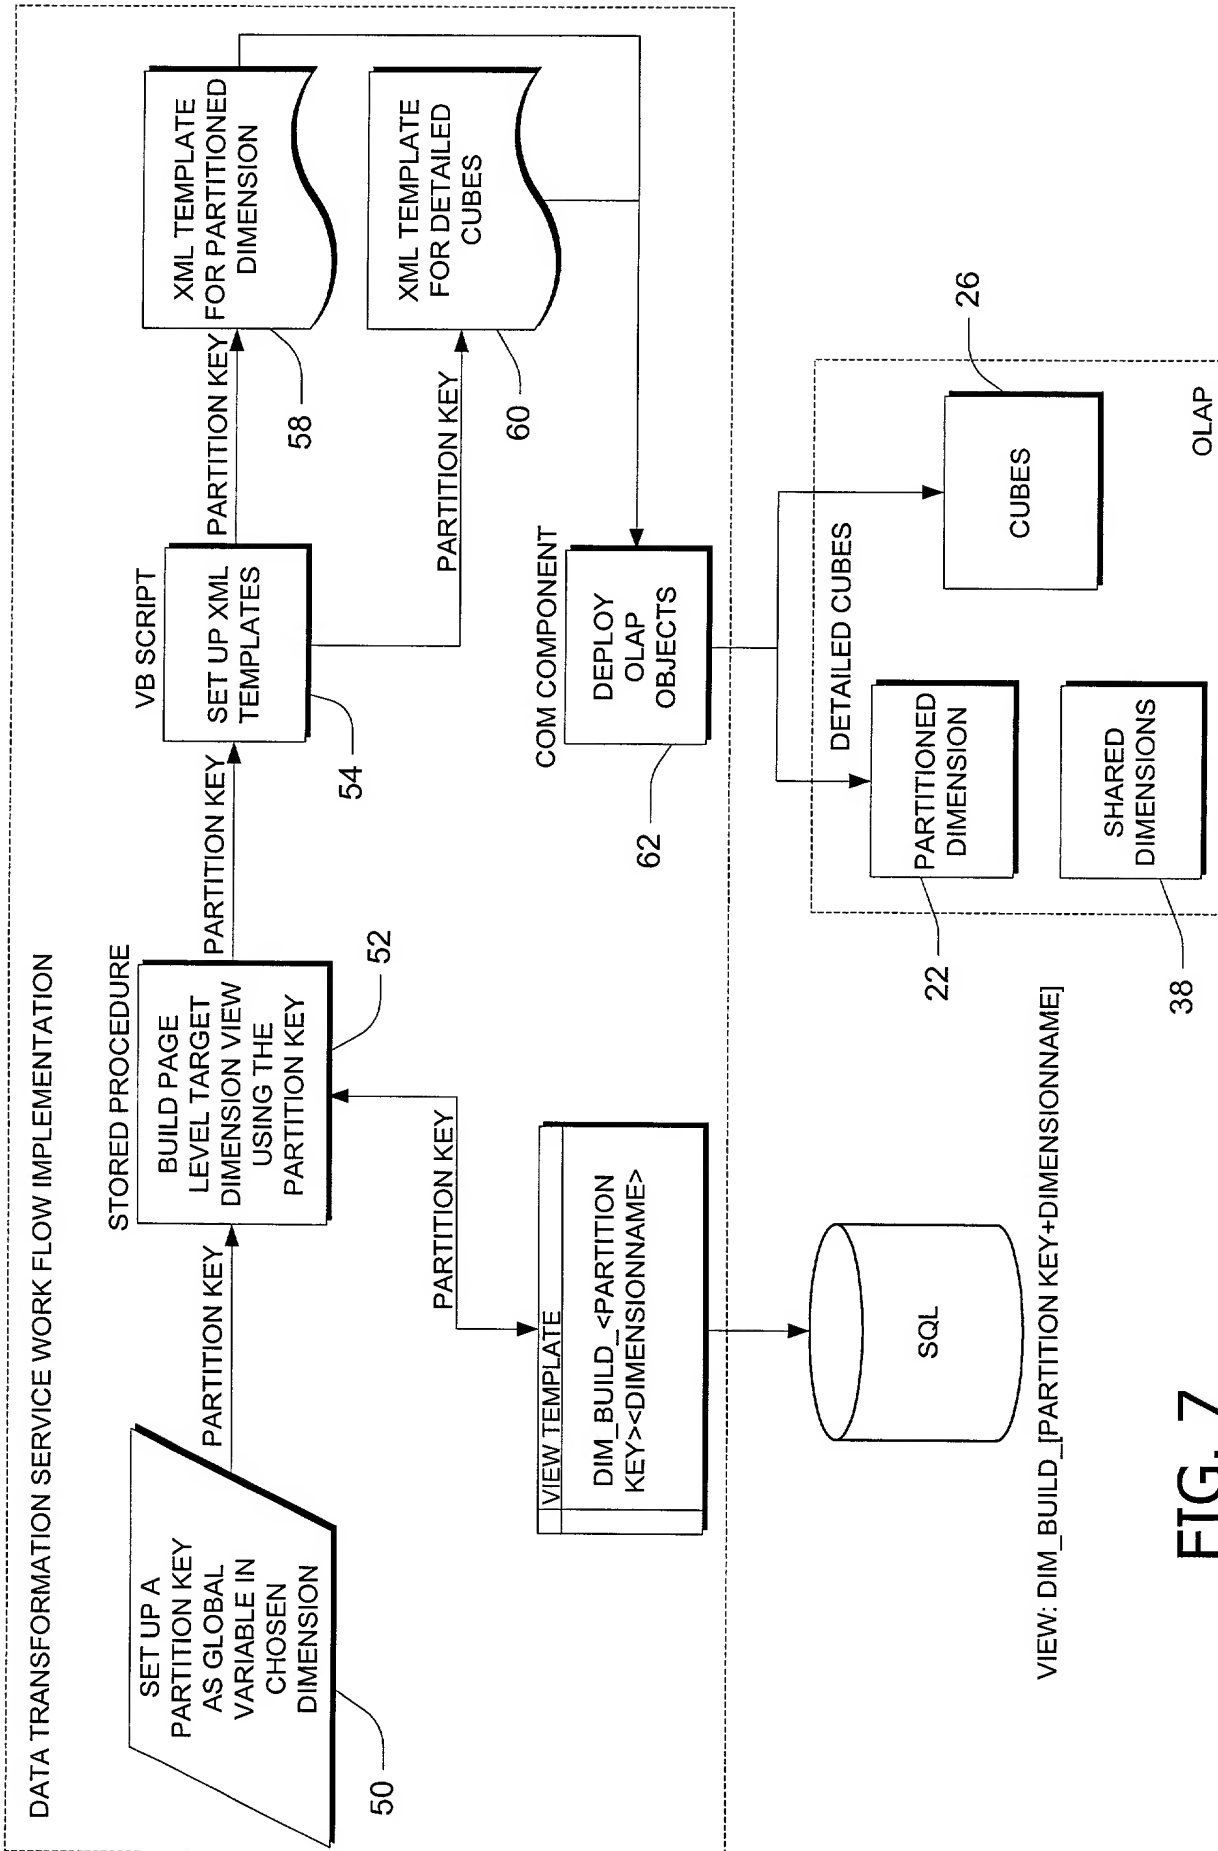 DATA TRANSFORMATION SERVICE WORK FLOW IMPLEMENTATION
SET UP A
PARTITION KEY
AS GLOBAL
VARIABLE IN
CHOSEN
DIMENSION
50
PARTITION KEY
STORED PROCEDURE
BUILD PAGE
LEVEL TARGET
DIMENSION VIEW
USING THE
PARTITION KEY
52
PARTITION KEY
VB SCRIPT
SET UP XML
TEMPLATES
54
PARTITION KEY
XML TEMPLATE
FOR PARTITIONED
DIMENSION
58
PARTITION KEY
XML TEMPLATE
FOR DETAILED
CUBES
60
PARTITION KEY
VIEW TEMPLATE
DIM_BUILD_<PARTITION
KEY><DIMENSIONNAME>
COM COMPONENT
DEPLOY
OLAP
OBJECTS
62
SQL
VIEW: DIM_BUILD_[PARTITION KEY+DIMENSIONNAME]
DETAILED CUBES
PARTITIONED
DIMENSION
22
CUBES
26
SHARED
DIMENSIONS
38
OLAP
FIG. 7